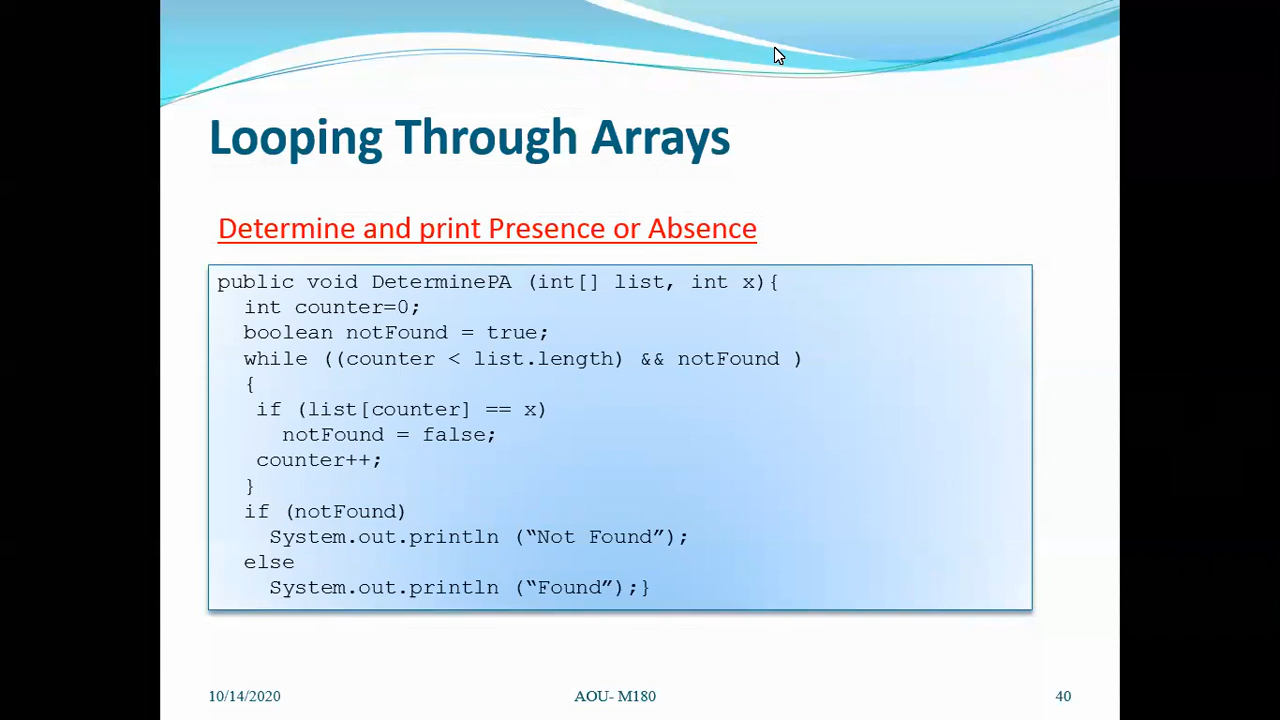 Looping Through Arrays
Determine and print Presence or Absence
public void DeterminePA (int[] list, int x){
int counter=0;
boolean notFound = true;
while ((counter < list.length) && notFound )
{
if (list[counter] == x)
notFound = false;
counter++;
}
if (notFound)
System.out.println (“Not Found”);
else
System.out.println (“Found”);}
10/14/2020
AOU- M180
40